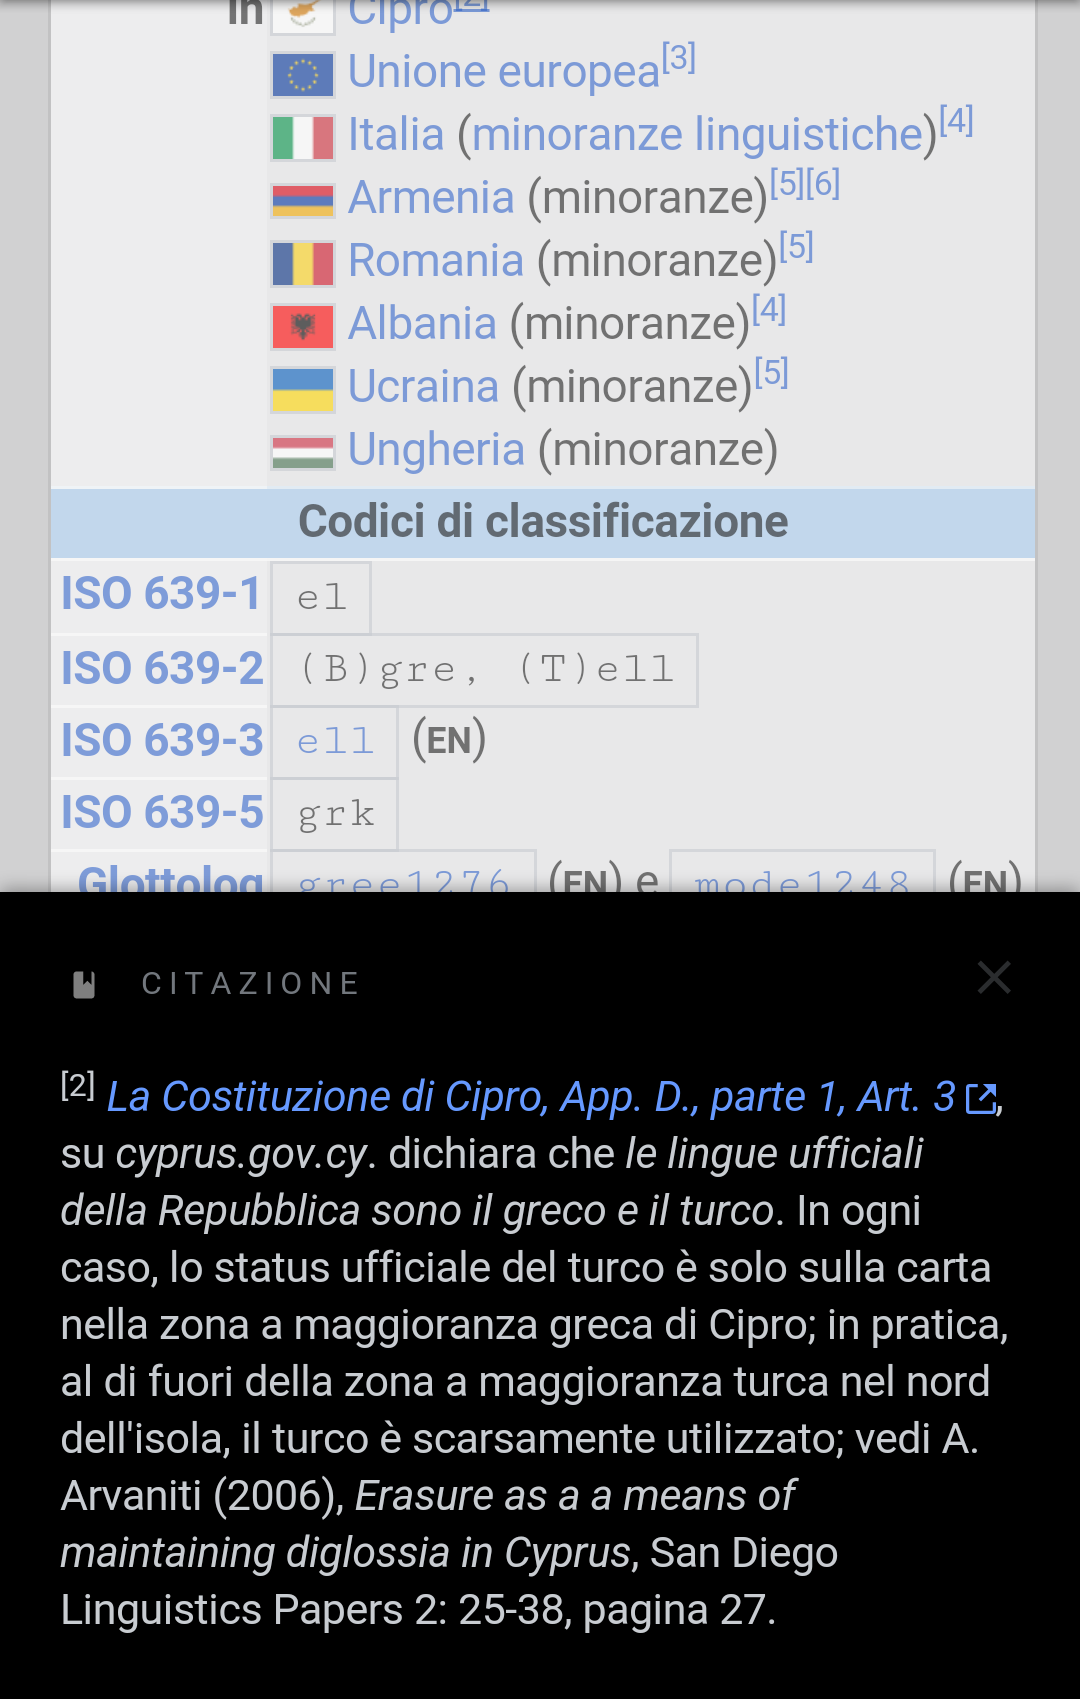 in Cipro[2]
Unione europea[3]
Italia (minoranze linguistiche)[4]
Armenia (minoranze)[5][6]
Romania (minoranze)[5]
Albania (minoranze)[4]
Ucraina (minoranze)[5]
Ungheria (minoranze)
Codici di classificazione
ISO 639-1 el
ISO 639-2 (B)gre, (T)ell
ISO 639-3 ell (EN)
ISO 639-5 grk
Glottolog gree1276 (EN) e mode1248 (EN)
CITAZIONE
[2] La Costituzione di Cipro, App. D., parte 1, Art. 3,
su cyprus.gov.cy. dichiara che le lingue ufficiali
della Repubblica sono il greco e il turco. In ogni
caso, lo status ufficiale del turco è solo sulla carta
nella zona a maggioranza greca di Cipro; in pratica,
al di fuori della zona a maggioranza turca nel nord
dell'isola, il turco è scarsamente utilizzato; vedi A.
Arvaniti (2006), Erasure as a a means of
maintaining diglossia in Cyprus, San Diego
Linguistics Papers 2: 25-38, pagina 27.